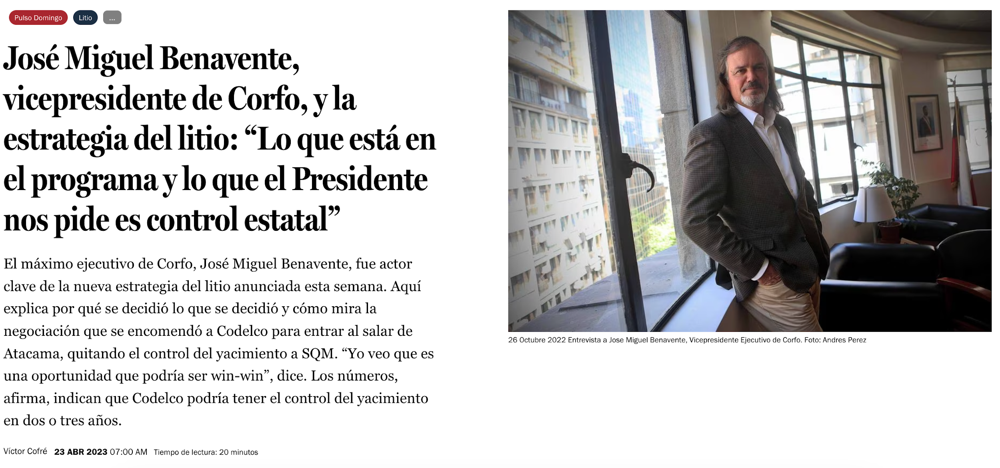 Pulso Domingo Litio ...
José Miguel Benavente,
vicepresidente de Corfo, y la
estrategia del litio: “Lo que está en
el programa y lo que el Presidente
nos pide es control estatal”
El máximo ejecutivo de Corfo, José Miguel Benavente, fue actor
clave de la nueva estrategia del litio anunciada esta semana. Aquí
explica por qué se decidió lo que se decidió y cómo mira la
negociación que se encomendó a Codelco para entrar al salar de
Atacama, quitando el control del yacimiento a SQM. “Yo veo que es
una oportunidad que podría ser win-win”, dice. Los números,
afirma, indican que Codelco podría tener el control del yacimiento
en dos o tres años.
Víctor Cofré 23 ABR 2023 07:00 AM Tiempo de lectura: 20 minutos
26 Octubre 2022 Entrevista a Jose Miguel Benavente, Vicepresidente Ejecutivo de Corfo. Foto: Andres Perez